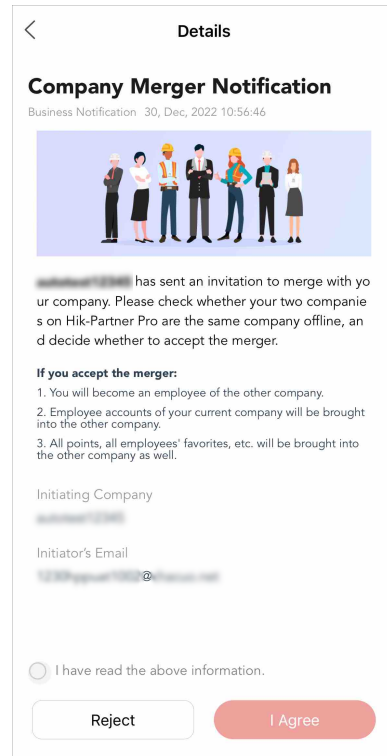 Details
Company Merger Notification
Business Notification 30, Dec, 2022 10:56:46
has sent an invitation to merge with yo
ur company. Please check whether your two companie
s on Hik-Partner Pro are the same company offline, an
d decide whether to accept the merger.
If you accept the merger:
1. You will become an employee of the other company.
2. Employee accounts of your current company will be brought
into the other company.
3. All points, all employees' favorites, etc. will be brought into
the other company as well.
Initiating Company
Initiator's Email
@
I have read the above information.
Reject
I Agree